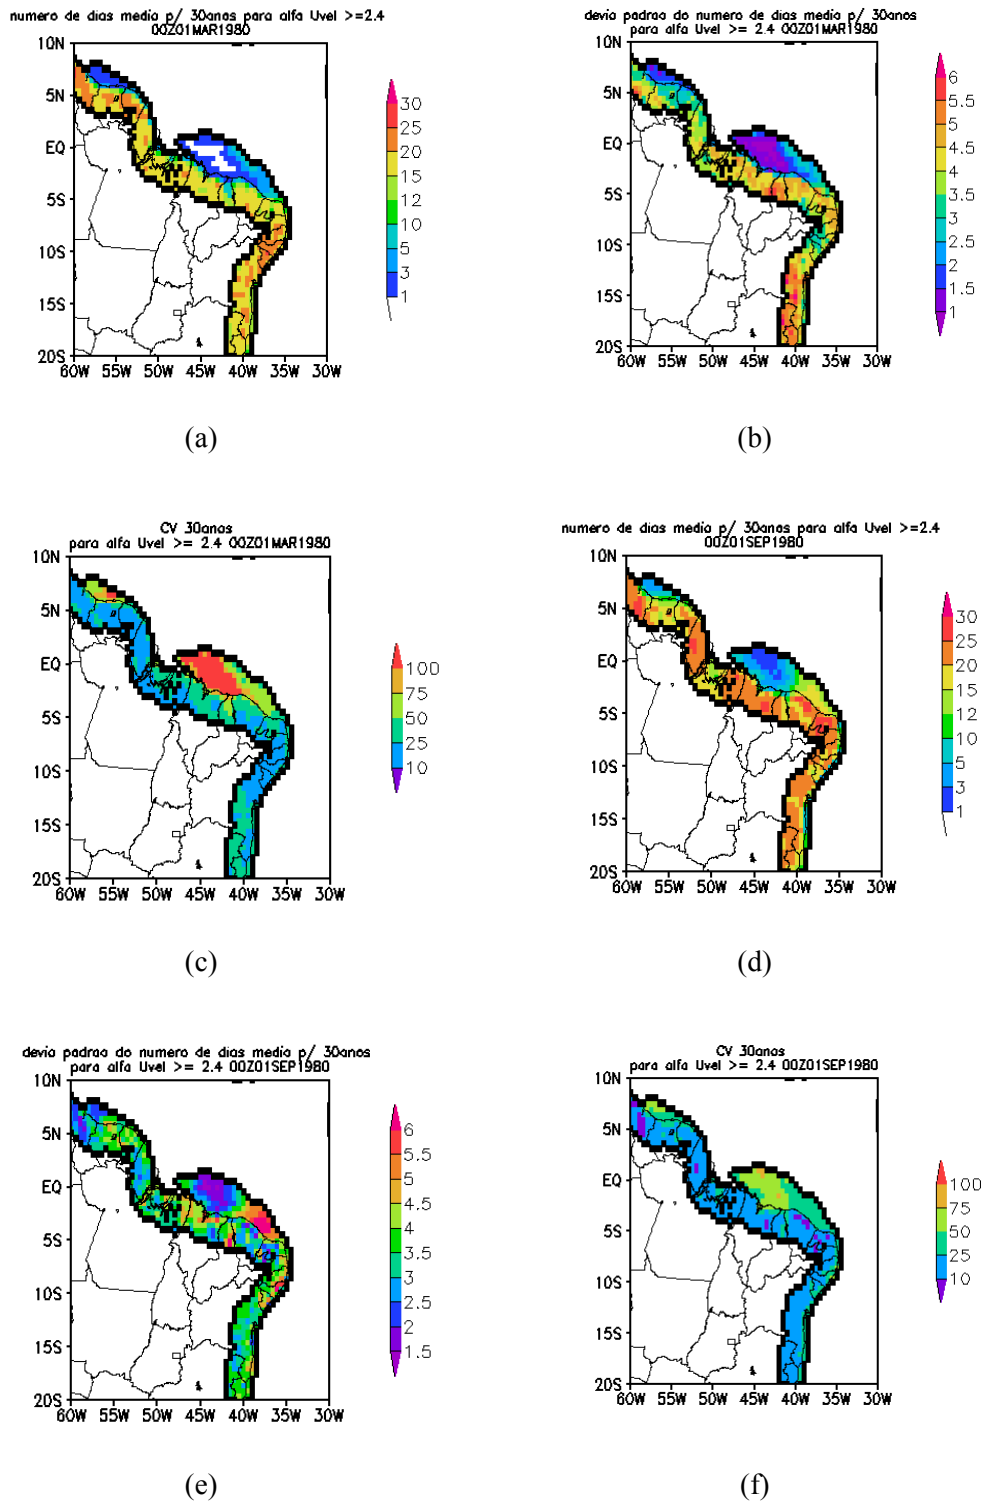 numero de dias media p/ 30anos para alfa Uvel >=2.4
00Z01MAR1980
10N
5N
EQ
5S
10S
15S
20S
60W 55W 50W 45W 40W 35W 30W
30
25
20
15
12
10
5
3
1
(a)
devio padrao do numero de dias media p/ 30anos
para alfa Uvel >= 2.4 00Z01MAR1980
10N
5N
EQ
5S
10S
15S
20S
60W 55W 50W 45W 40W 35W 30W
6
5.5
5
4.5
4
3.5
3
2.5
2
1.5
1
(b)
CV 30anos
para alfa Uvel >= 2.4 00Z01MAR1980
10N
5N
EQ
5S
10S
15S
20S
60W 55W 50W 45W 40W 35W 30W
100
75
50
25
10
(c)
numero de dias media p/ 30anos para alfa Uvel >=2.4
00Z01SEP1980
10N
5N
EQ
5S
10S
15S
20S
60W 55W 50W 45W 40W 35W 30W
30
25
20
15
12
10
5
3
1
(d)
devio padrao do numero de dias media p/ 30anos
para alfa Uvel >= 2.4 00Z01SEP1980
10N
5N
EQ
5S
10S
15S
20S
60W 55W 50W 45W 40W 35W 30W
6
5.5
5
4.5
4
3.5
3
2.5
2
1.5
(e)
CV 30anos
para alfa Uvel >= 2.4 00Z01SEP1980
10N
5N
EQ
5S
10S
15S
20S
60W 55W 50W 45W 40W 35W 30W
100
75
50
25
10
(f)